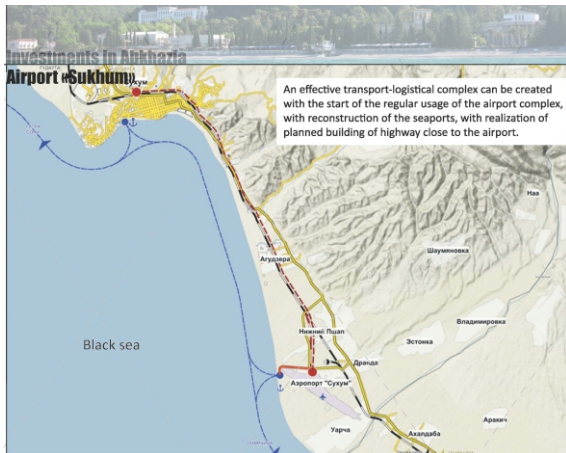 Investments in Abkhazia
Airport «Sukhum»
Сухум
An effective transport-logistical complex can be created
with the start of the regular usage of the airport complex,
with reconstruction of the seaports, with realization of
planned building of highway close to the airport.
Наа
Шаумяновка
Агудзера
Владимировка
Нижний Пшап
Эстонка
Black sea
Дранда
Аэропорт "Сухум"
Аракич
Уарча
Ахалдаба